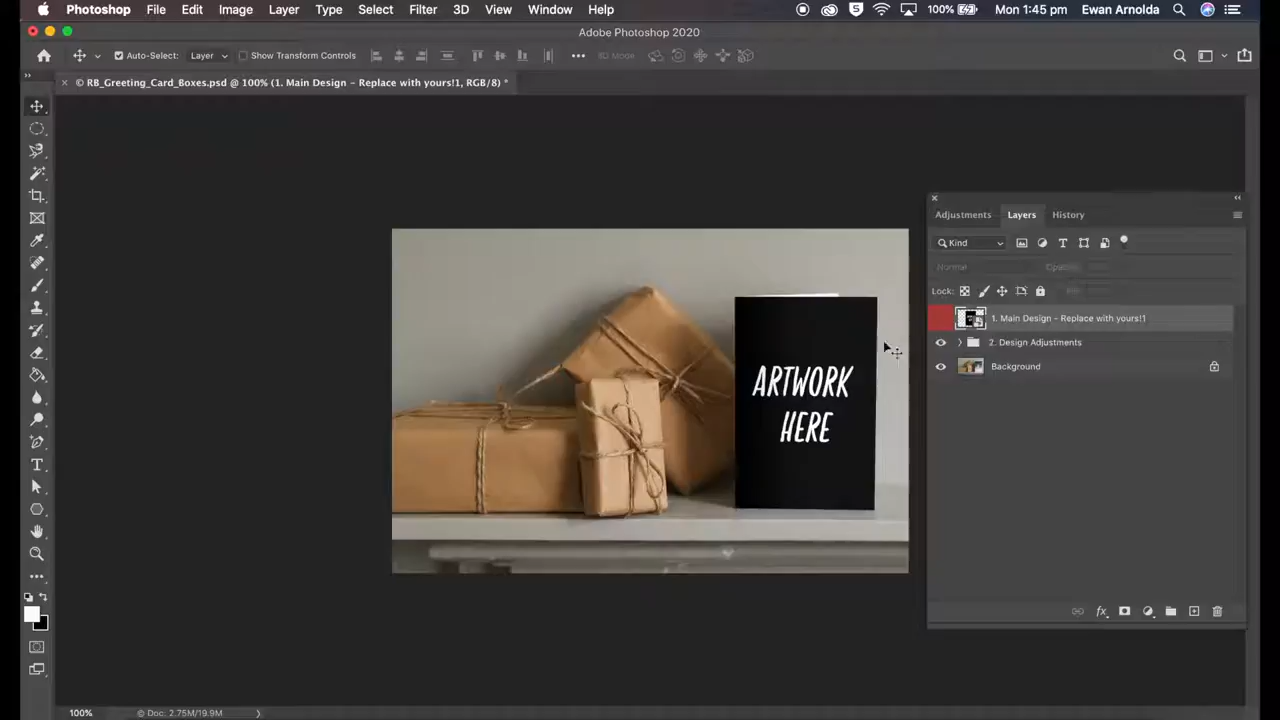 Photoshop File Edit Image Layer Type Select Filter 3D View Window Help 100% Mon 1:45 pm Ewan Arnolda
Adobe Photoshop 2020
Auto-Select: Layer Show Transform Controls 3D Mode
© RB_Greeting_Card_Boxes.psd @ 100% (1. Main Design – Replace with yours!1, RGB/8) *
Adjustments Layers History
Kind
Normal Opacity:
Lock: Fill:
1. Main Design – Replace with yours!1
2. Design Adjustments
Background
ARTWORK
HERE
fx
100% Doc: 2.75M/19.9M